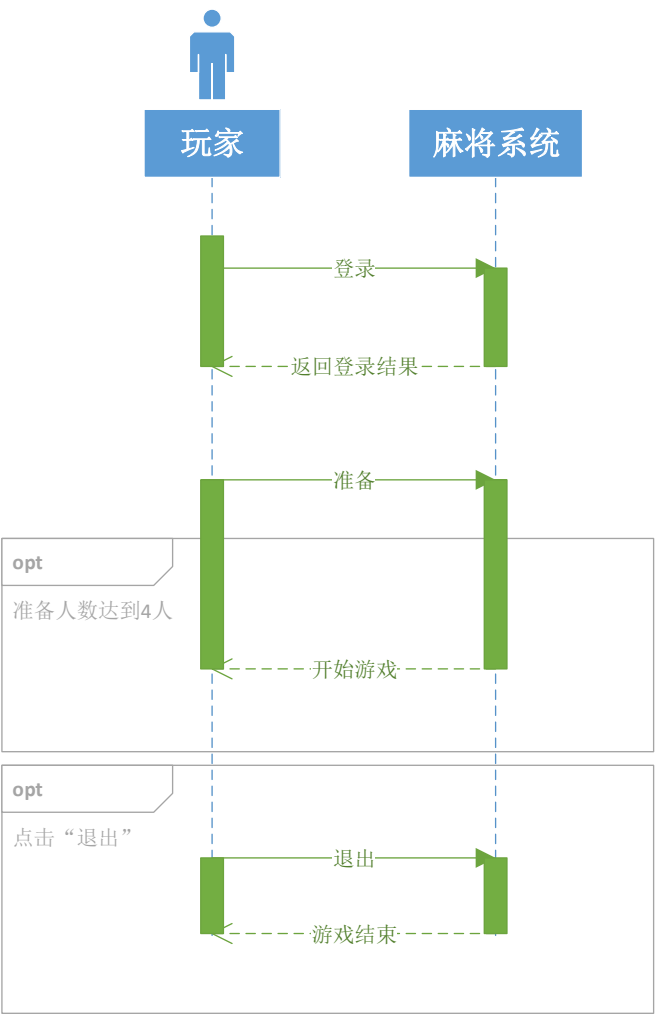 玩家
麻将系统
登录
返回登录结果
准备
opt
准备人数达到4人
开始游戏
opt
点击“退出”
退出
游戏结束